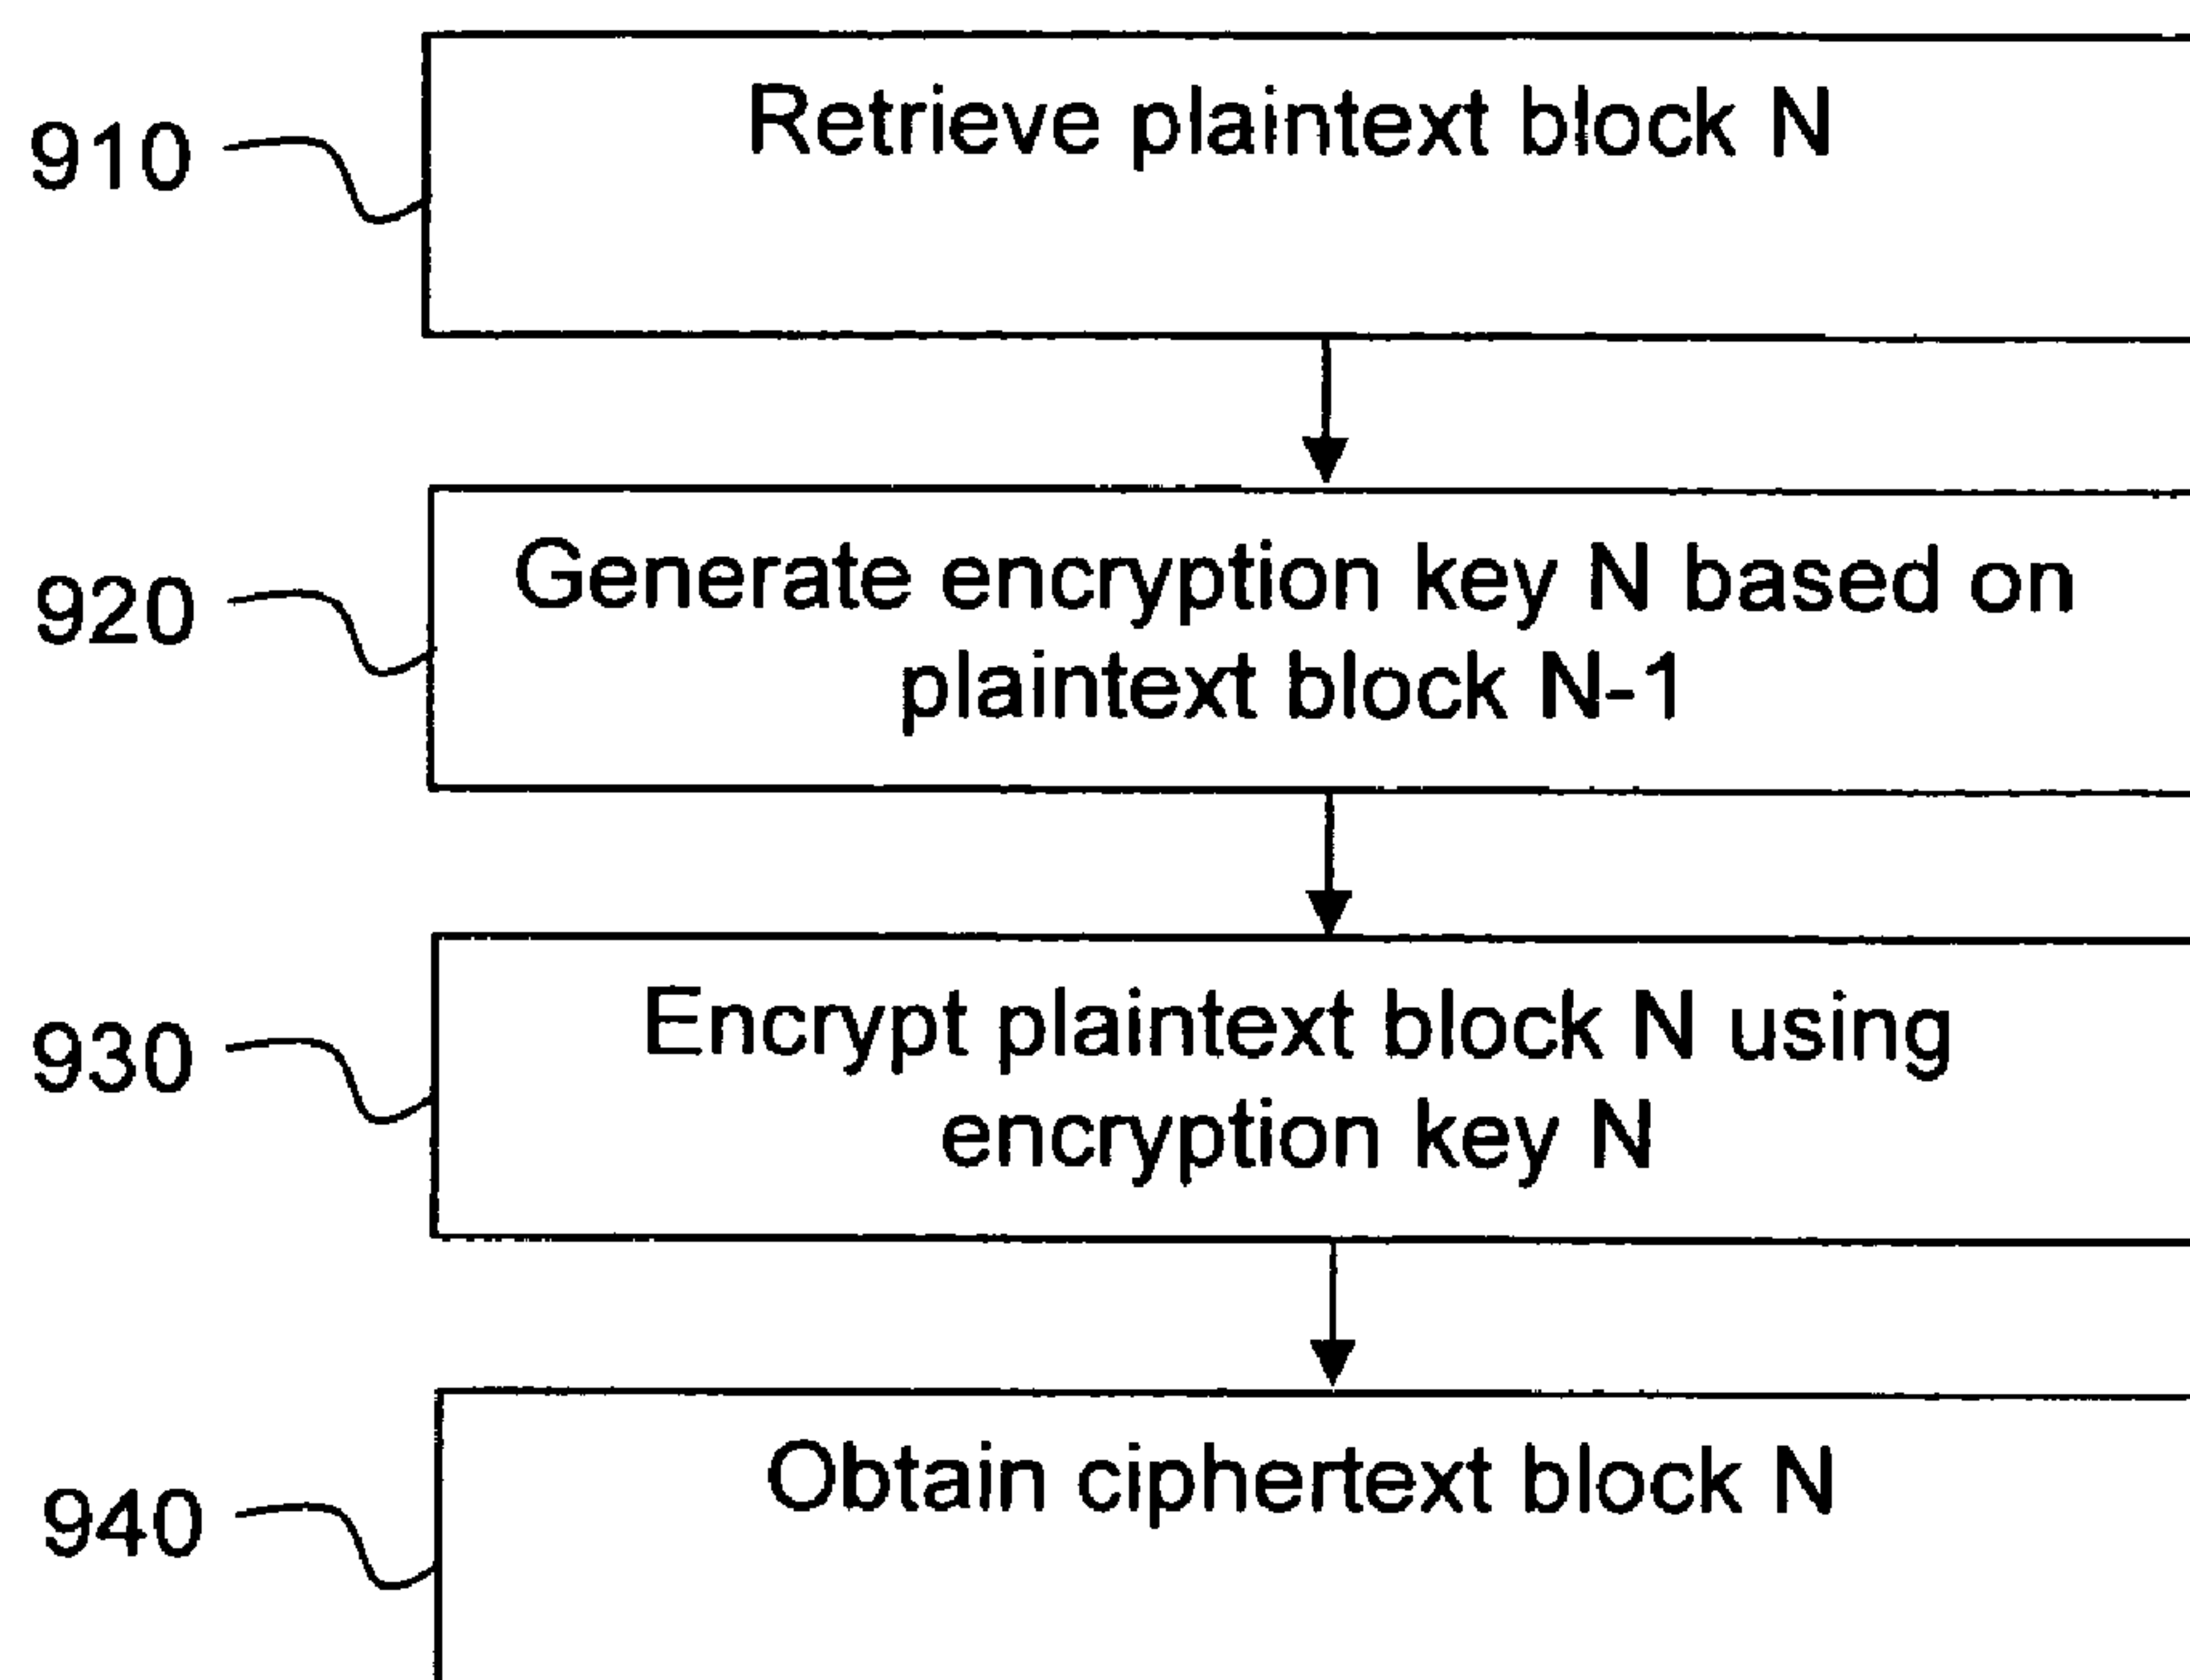 910
Retrieve plaintext block N
920
Generate encryption key N based on
plaintext block N-1
930
Encrypt plaintext block N using
encryption key N
940
Obtain ciphertext block N